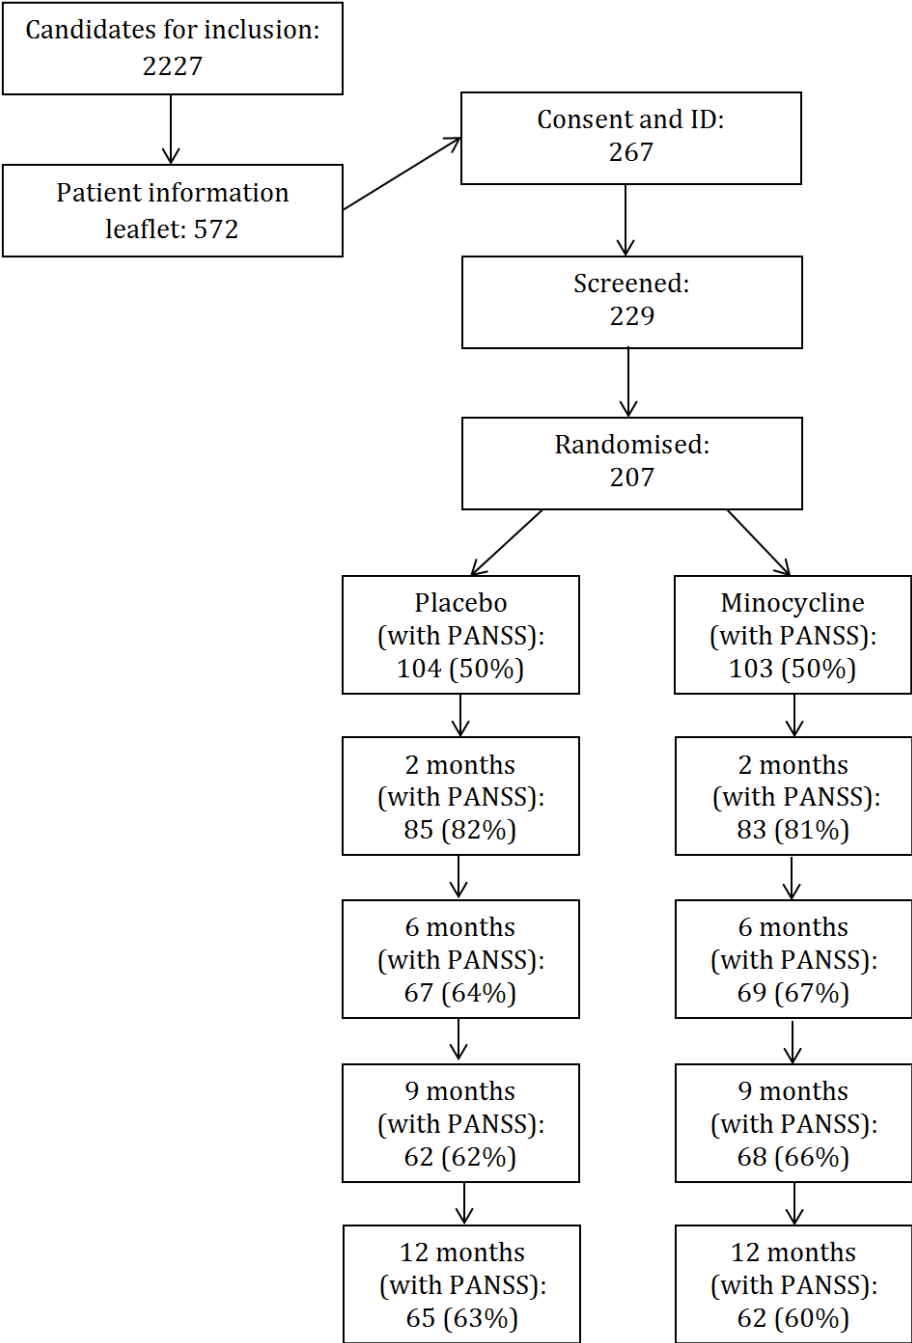 Candidates for inclusion:
2227
Patient information
leaflet: 572
Consent and ID:
267
Screened:
229
Randomised:
207
Placebo
(with PANSS):
104 (50%)
Minocycline
(with PANSS):
103 (50%)
2 months
(with PANSS):
85 (82%)
2 months
(with PANSS):
83 (81%)
6 months
(with PANSS):
67 (64%)
6 months
(with PANSS):
69 (67%)
9 months
(with PANSS):
62 (62%)
9 months
(with PANSS):
68 (66%)
12 months
(with PANSS):
65 (63%)
12 months
(with PANSS):
62 (60%)